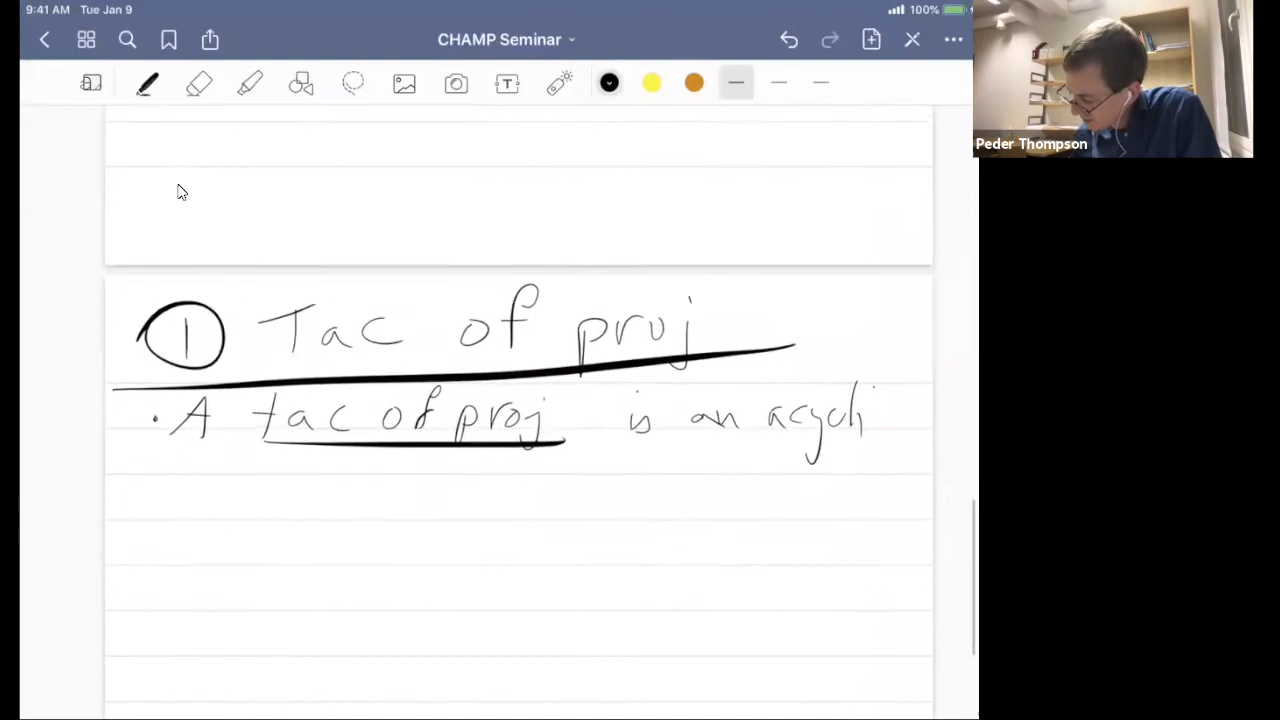 9:41 AM Tue Jan 9
100%
CHAMP Seminar
T
Peder Thompson
1 Tac of proj
· A tac of proj is an acycli